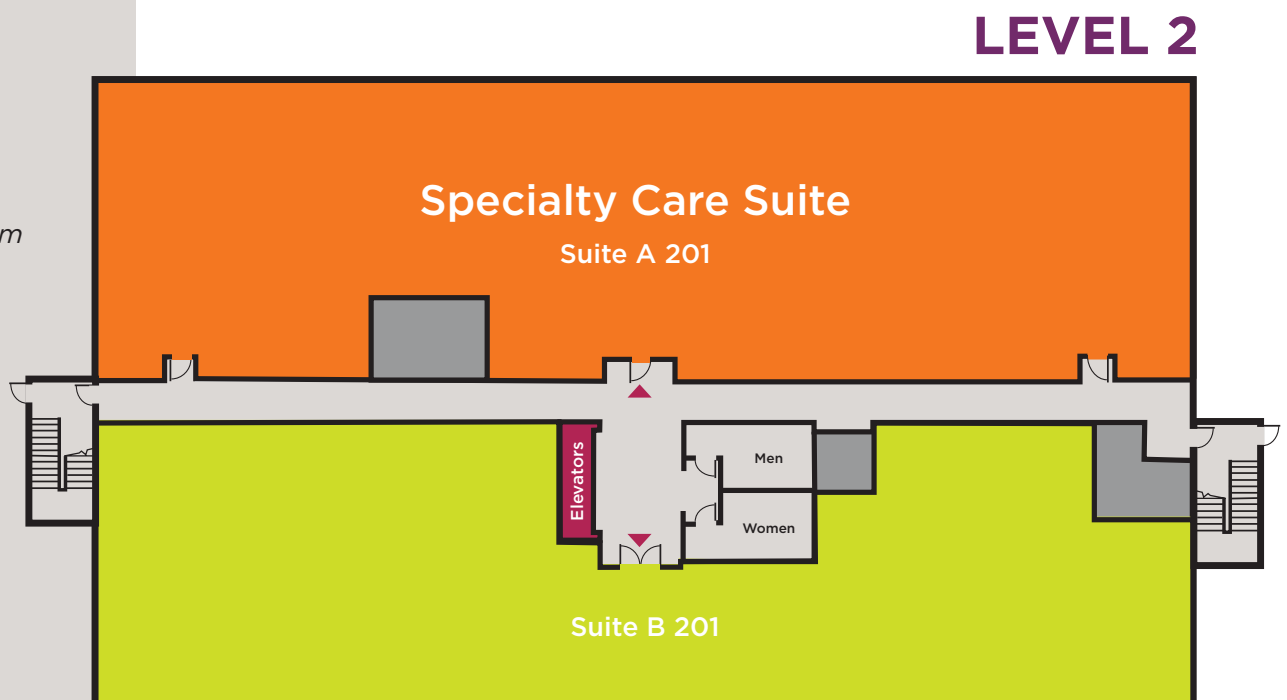 LEVEL 2
Specialty Care Suite
Suite A 201
Elevators
Men
Women
Suite B 201